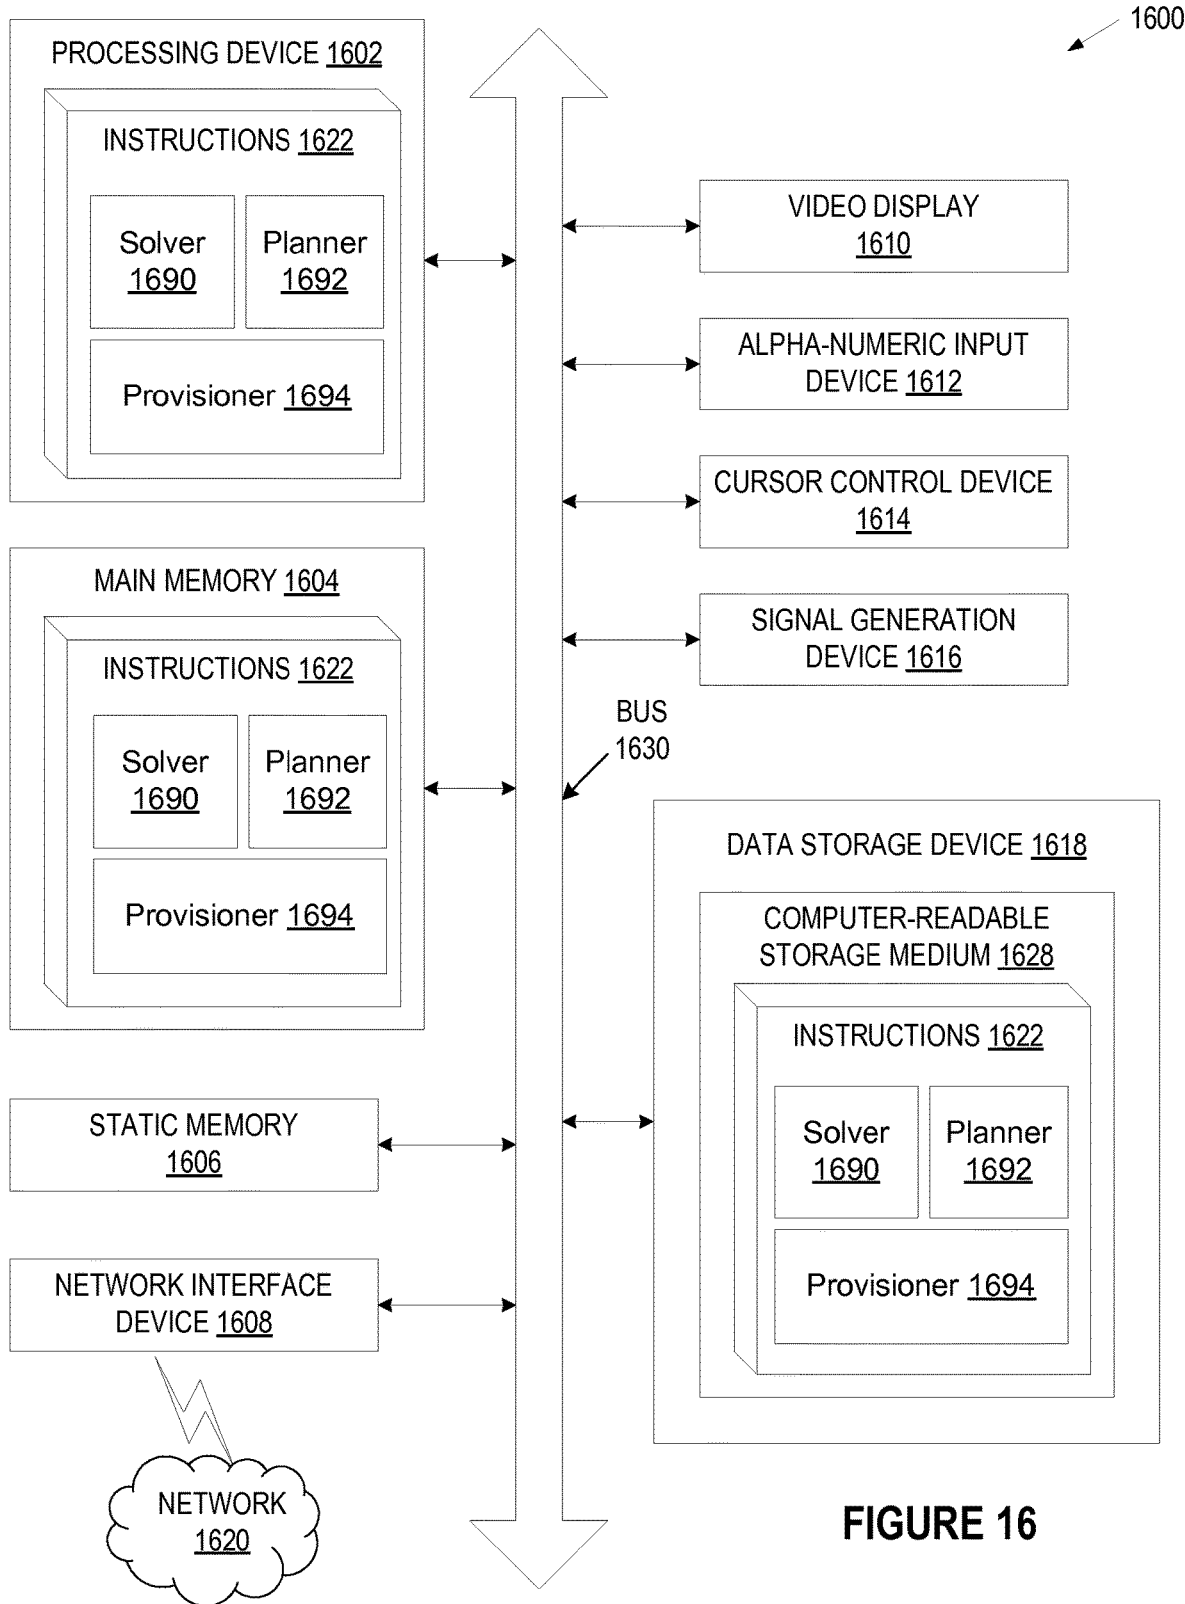 1600
PROCESSING DEVICE 1602
INSTRUCTIONS 1622
Solver
1690
Planner
1692
Provisioner 1694
MAIN MEMORY 1604
INSTRUCTIONS 1622
Solver
1690
Planner
1692
Provisioner 1694
STATIC MEMORY
1606
NETWORK INTERFACE
DEVICE 1608
NETWORK
1620
VIDEO DISPLAY
1610
ALPHA-NUMERIC INPUT
DEVICE 1612
CURSOR CONTROL DEVICE
1614
SIGNAL GENERATION
DEVICE 1616
BUS
1630
DATA STORAGE DEVICE 1618
COMPUTER-READABLE
STORAGE MEDIUM 1628
INSTRUCTIONS 1622
Solver
1690
Planner
1692
Provisioner 1694
FIGURE 16